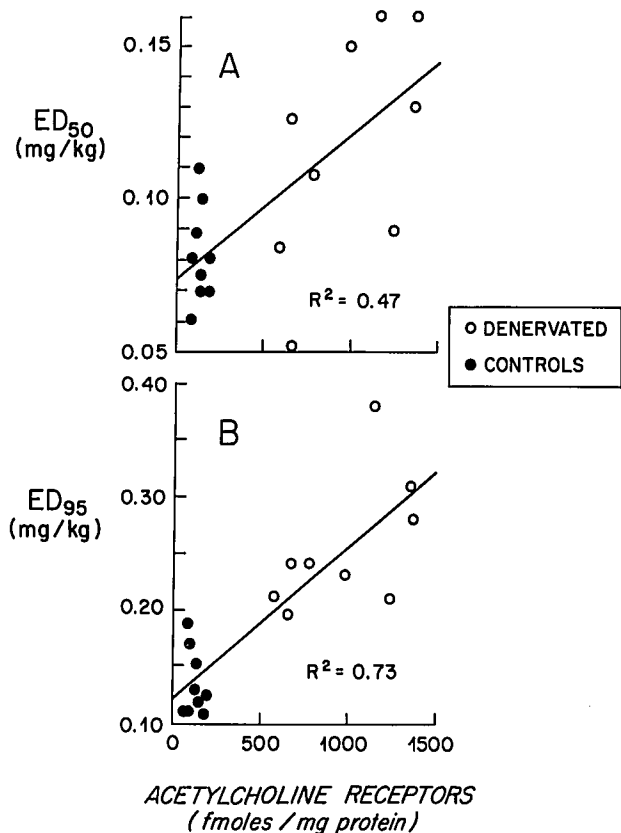 A
0.15
ED50
(mg/kg)
0.10
R² = 0.47
0.05
○ DENERVATED
● CONTROLS
0.40
B
0.30
ED95
(mg/kg)
0.20
R² = 0.73
0.10
0 500 1000 1500
ACETYLCHOLINE RECEPTORS
(fmoles / mg protein)